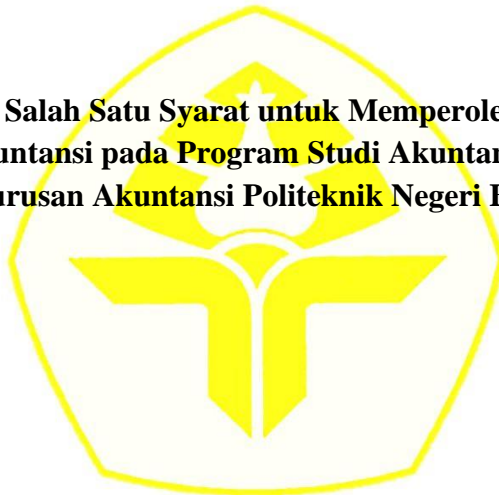 Salah Satu Syarat untuk Memperole
untansi pada Program Studi Akuntan
urusan Akuntansi Politeknik Negeri